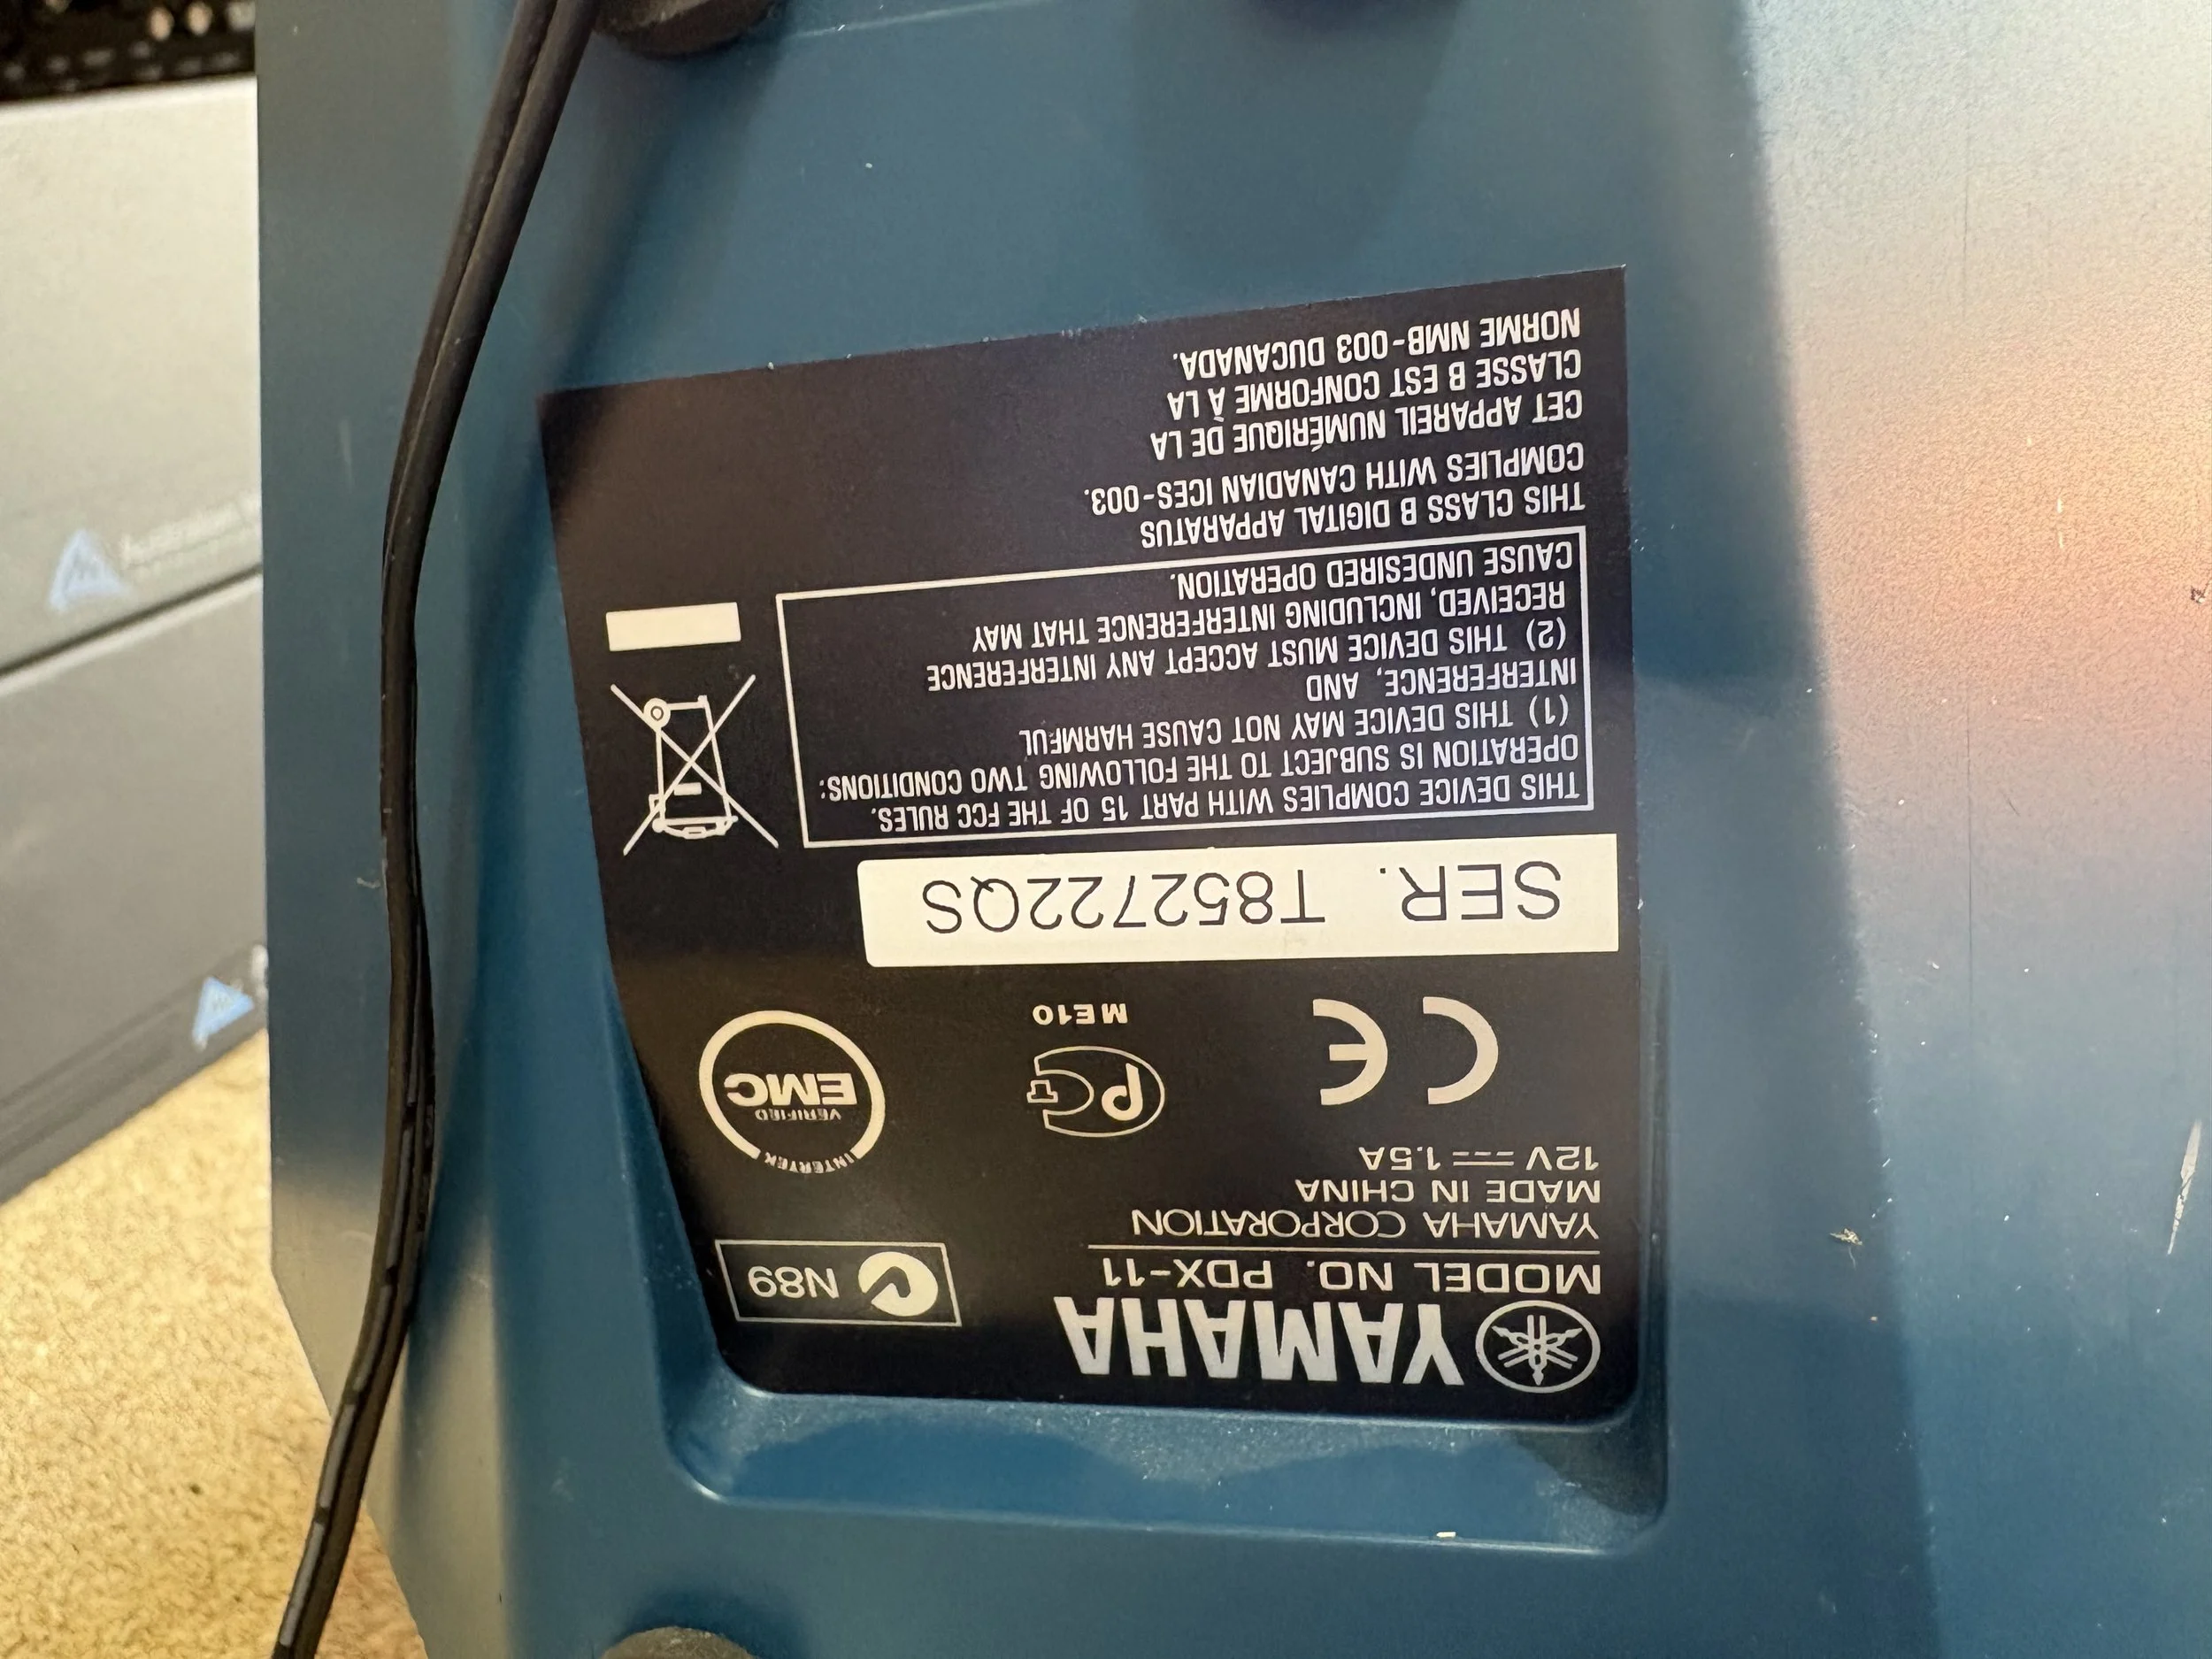 YAMAHA
MODEL NO. PDX-11
N89
YAMAHA CORPORATION
MADE IN CHINA
12V 1.5A
CE
PCT
ME10
INTERTEK
VERIFIED
EMC
SER. T852722QS
THIS DEVICE COMPLIES WITH PART 15 OF THE FCC RULES.
OPERATION IS SUBJECT TO THE FOLLOWING TWO CONDITIONS:
(1) THIS DEVICE MAY NOT CAUSE HARMFUL
INTERFERENCE, AND
(2) THIS DEVICE MUST ACCEPT ANY INTERFERENCE
RECEIVED, INCLUDING INTERFERENCE THAT MAY
CAUSE UNDESIRED OPERATION.
THIS CLASS B DIGITAL APPARATUS
COMPLIES WITH CANADIAN ICES-003.
CET APPAREIL NUMÉRIQUE DE LA
CLASSE B EST CONFORME À LA
NORME NMB-003 DUCANADA.